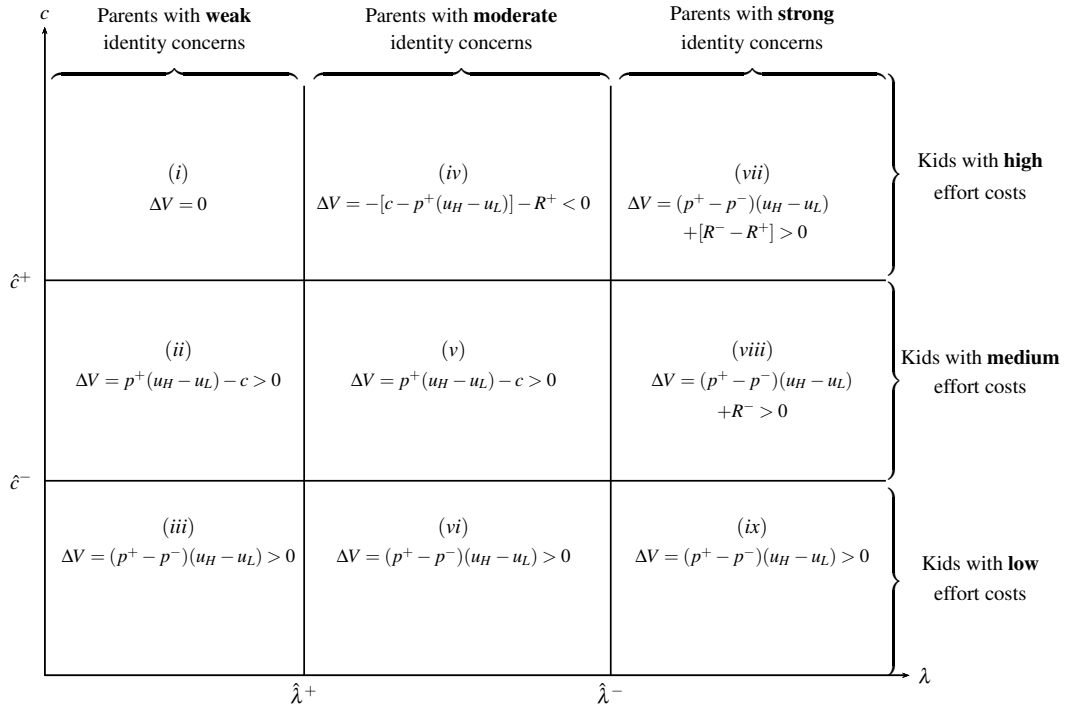 c
Parents with weak
identity concerns
Parents with moderate
identity concerns
Parents with strong
identity concerns
(i)
ΔV = 0
(iv)
ΔV = −[c − p⁺(u_H − u_L)] − R⁺ < 0
(vii)
ΔV = (p⁺ − p⁻)(u_H − u_L)
+[R⁻ − R⁺] > 0
Kids with high
effort costs
ĉ⁺
(ii)
ΔV = p⁺(u_H − u_L) − c > 0
(v)
ΔV = p⁺(u_H − u_L) − c > 0
(viii)
ΔV = (p⁺ − p⁻)(u_H − u_L)
+R⁻ > 0
Kids with medium
effort costs
ĉ⁻
(iii)
ΔV = (p⁺ − p⁻)(u_H − u_L) > 0
(vi)
ΔV = (p⁺ − p⁻)(u_H − u_L) > 0
(ix)
ΔV = (p⁺ − p⁻)(u_H − u_L) > 0
Kids with low
effort costs
λ̂⁺
λ̂⁻
λ